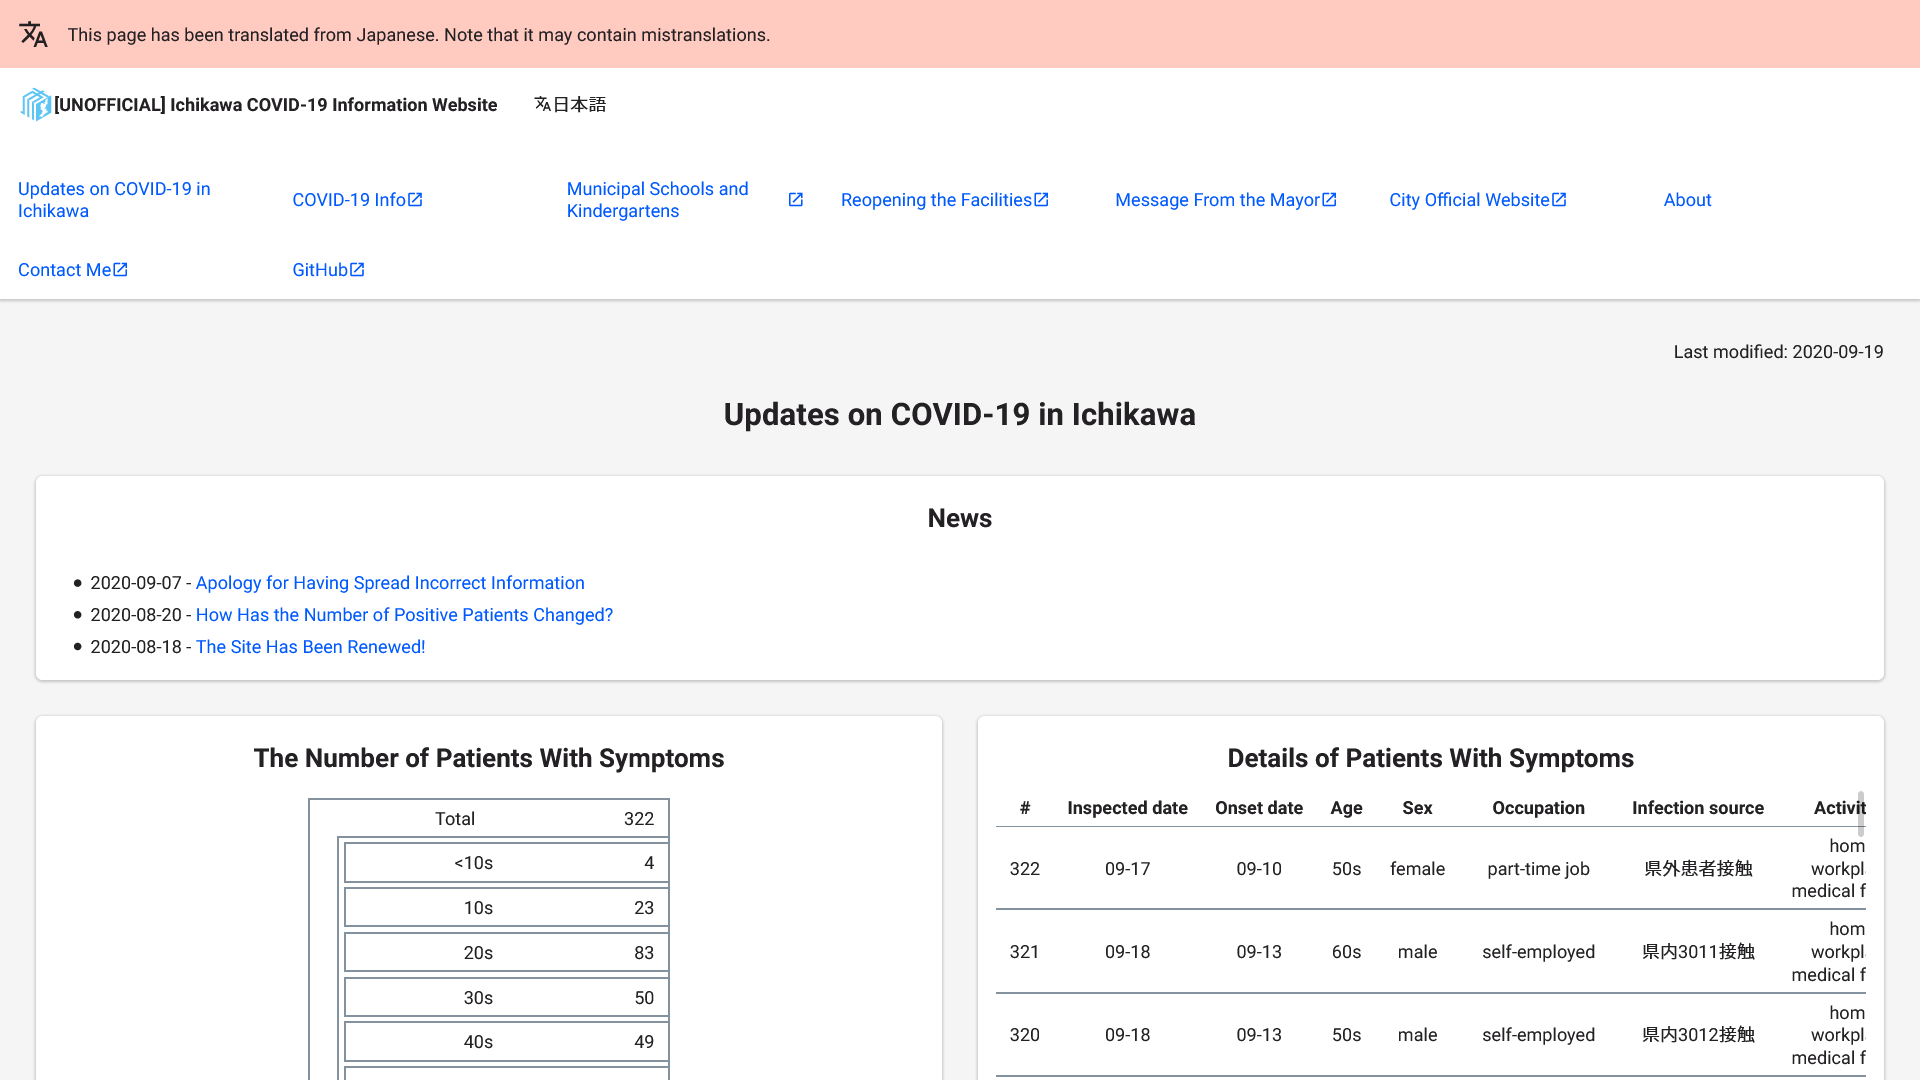 This page has been translated from Japanese. Note that it may contain mistranslations.
[UNOFFICIAL] Ichikawa COVID-19 Information Website
日本語
Updates on COVID-19 in
Ichikawa
COVID-19 Info
Municipal Schools and
Kindergartens
Reopening the Facilities
Message From the Mayor
City Official Website
About
Contact Me
GitHub
Last modified: 2020-09-19
Updates on COVID-19 in Ichikawa
News
2020-09-07 - Apology for Having Spread Incorrect Information
2020-08-20 - How Has the Number of Positive Patients Changed?
2020-08-18 - The Site Has Been Renewed!
The Number of Patients With Symptoms
Total 322
<10s 4
10s 23
20s 83
30s 50
40s 49
Details of Patients With Symptoms
# Inspected date Onset date Age Sex Occupation Infection source Activit
322 09-17 09-10 50s female part-time job 県外患者接触 hom
workpl
medical f
321 09-18 09-13 60s male self-employed 県内3011接触 hom
workpl
medical f
320 09-18 09-13 50s male self-employed 県内3012接触 hom
workpl
medical f